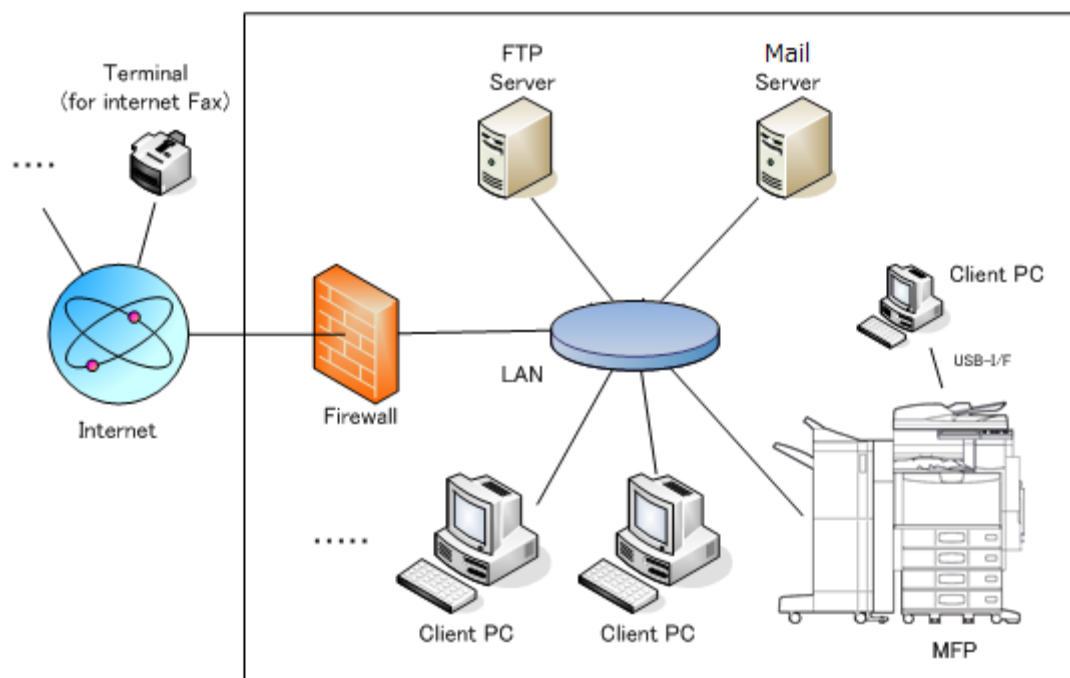 Terminal
(for internet Fax)
....
Internet
FTP
Server
Mail
Server
Firewall
LAN
Client PC
USB-I/F
.....
Client PC
Client PC
MFP